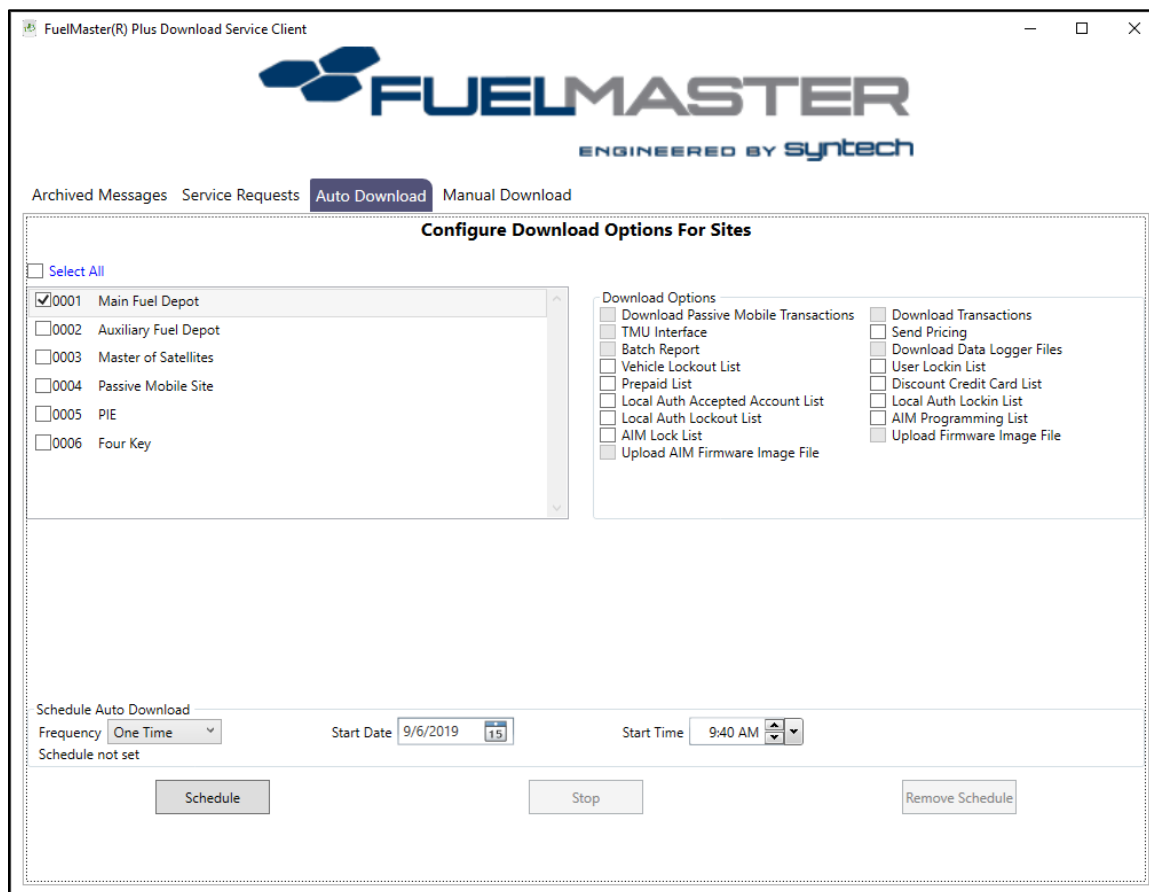 FuelMaster(R) Plus Download Service Client
FUELMASTER
ENGINEERED BY syntech
Archived Messages Service Requests Auto Download Manual Download
Configure Download Options For Sites
Select All
0001 Main Fuel Depot
0002 Auxiliary Fuel Depot
0003 Master of Satellites
0004 Passive Mobile Site
0005 PIE
0006 Four Key
Download Options
Download Passive Mobile Transactions Download Transactions
TMU Interface Send Pricing
Batch Report Download Data Logger Files
Vehicle Lockout List User Lockin List
Prepaid List Discount Credit Card List
Local Auth Accepted Account List Local Auth Lockin List
Local Auth Lockout List AIM Programming List
AIM Lock List Upload Firmware Image File
Upload AIM Firmware Image File
Schedule Auto Download
Frequency One Time Start Date 9/6/2019 15 Start Time 9:40 AM
Schedule not set
Schedule Stop Remove Schedule